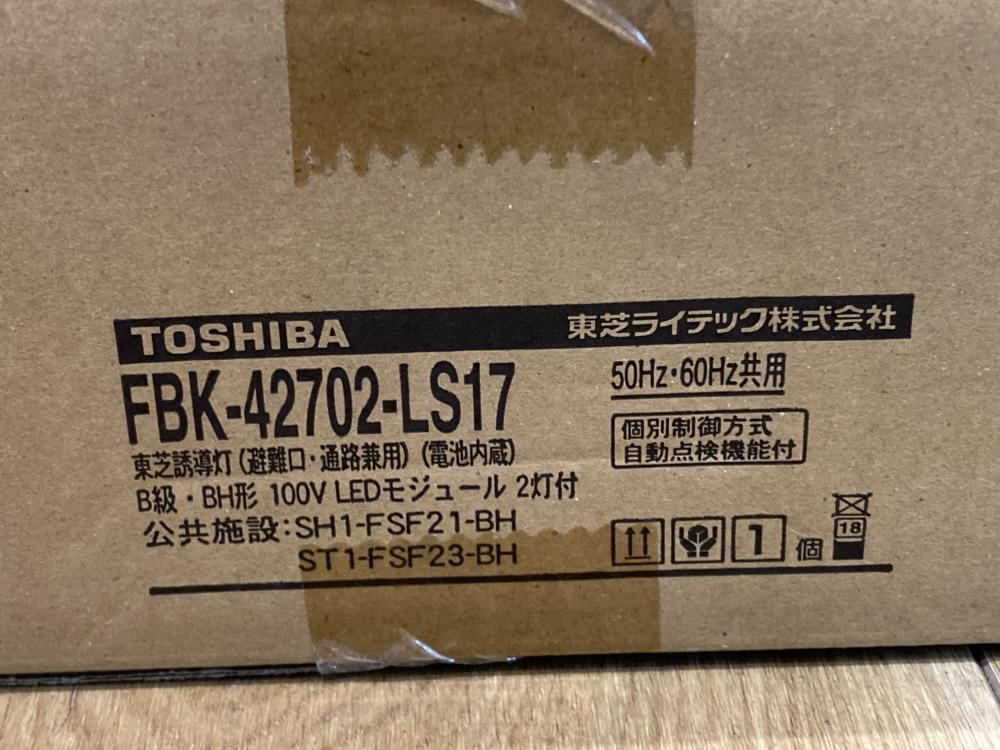 TOSHIBA 東芝ライテック株式会社
FBK-42702-LS17
50Hz・60Hz共用
東芝誘導灯(避難口・通路兼用)(電池内蔵)
個別制御方式
自動点検機能付
B級・BH形 100V LEDモジュール 2灯付
公共施設:SH1-FSF21-BH
ST1-FSF23-BH
1個
18